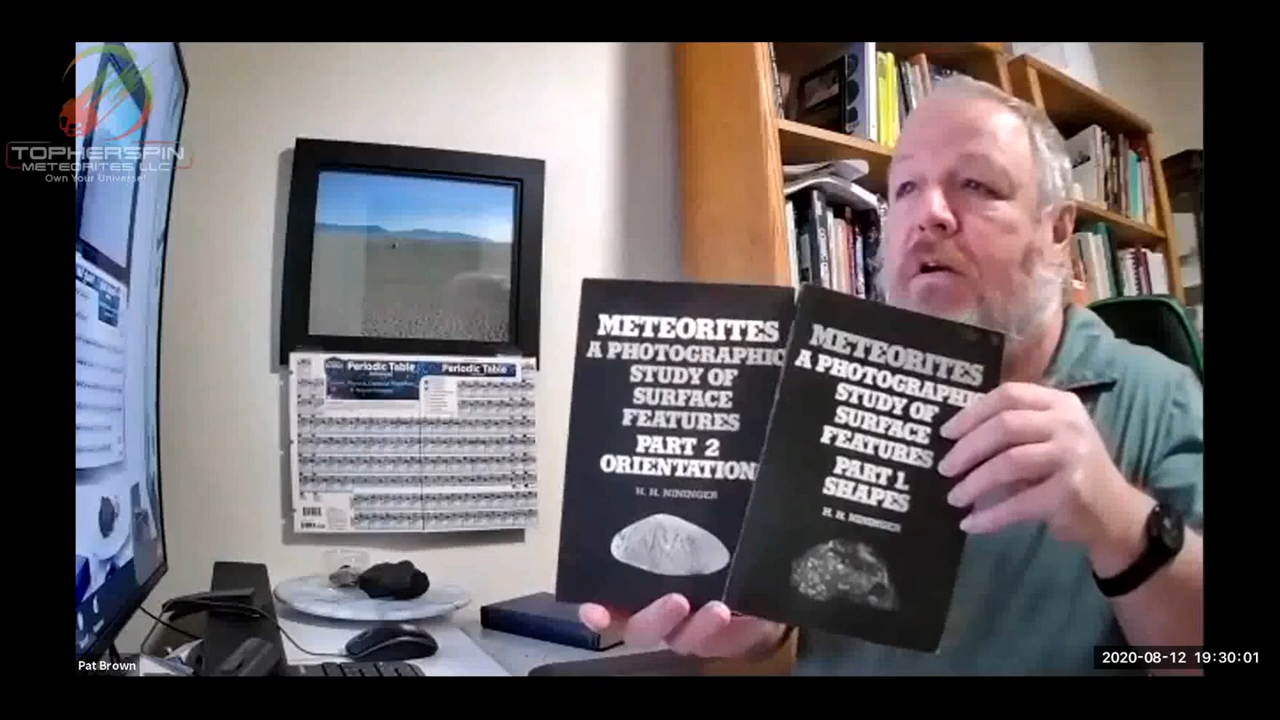 TOPHERSPIN
METEORITES LLC
Own Your Universe!
Periodic Table
Periodic Table
METEORITES
A PHOTOGRAPHIC
STUDY OF
SURFACE
FEATURES
PART 2
ORIENTATION
H. H. NININGER
METEORITES
A PHOTOGRAPHIC
STUDY OF
SURFACE
FEATURES
PART 1.
SHAPES
H. H. NININGER
Pat Brown
2020-08-12 19:30:01